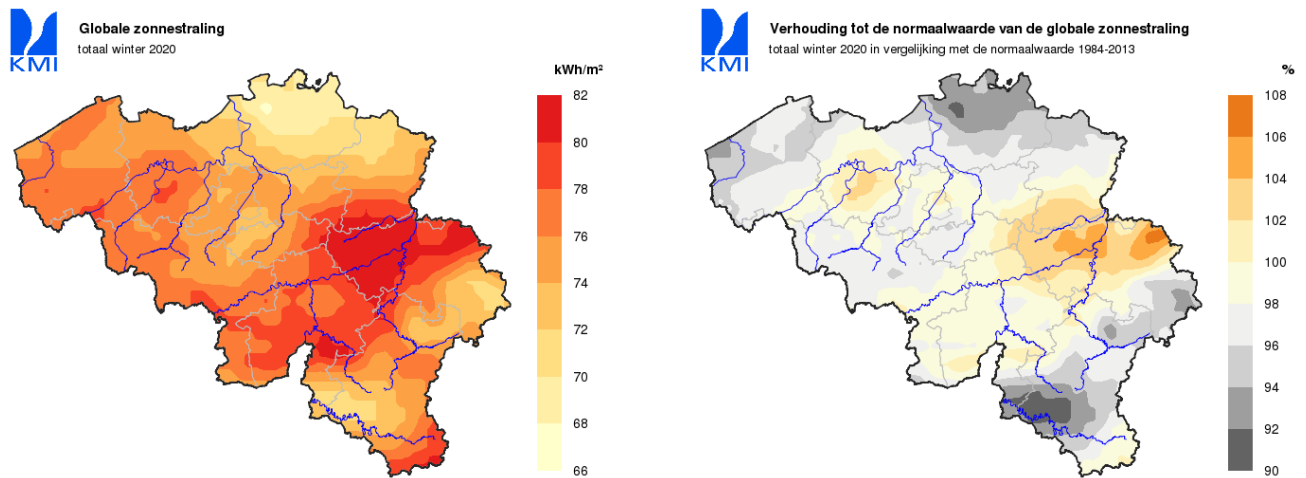 KMI
Globale zonnestraling
totaal winter 2020
kWh/m²
82
80
78
76
74
72
70
68
66
KMI
Verhouding tot de normaalwaarde van de globale zonnestraling
totaal winter 2020 in vergelijking met de normaalwaarde 1984-2013
%
108
106
104
102
100
98
96
94
92
90